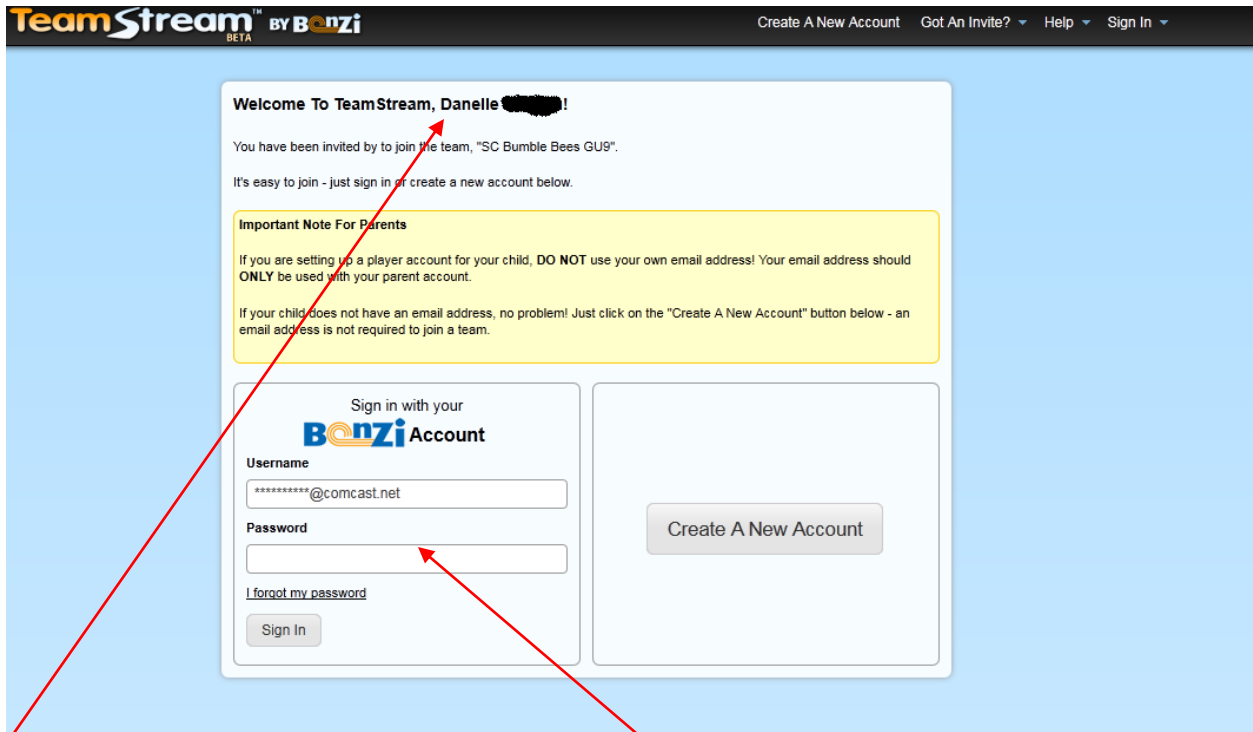 TeamStream™ BY BONZI
BETA
Create A New Account Got An Invite? Help Sign In
Welcome To TeamStream, Danelle !
You have been invited by to join the team, "SC Bumble Bees GU9".
It's easy to join - just sign in or create a new account below.
Important Note For Parents
If you are setting up a player account for your child, DO NOT use your own email address! Your email address should
ONLY be used with your parent account.
If your child does not have an email address, no problem! Just click on the "Create A New Account" button below - an
email address is not required to join a team.
Sign in with your
BONZI Account
Username
**********@comcast.net
Password
I forgot my password
Sign In
Create A New Account